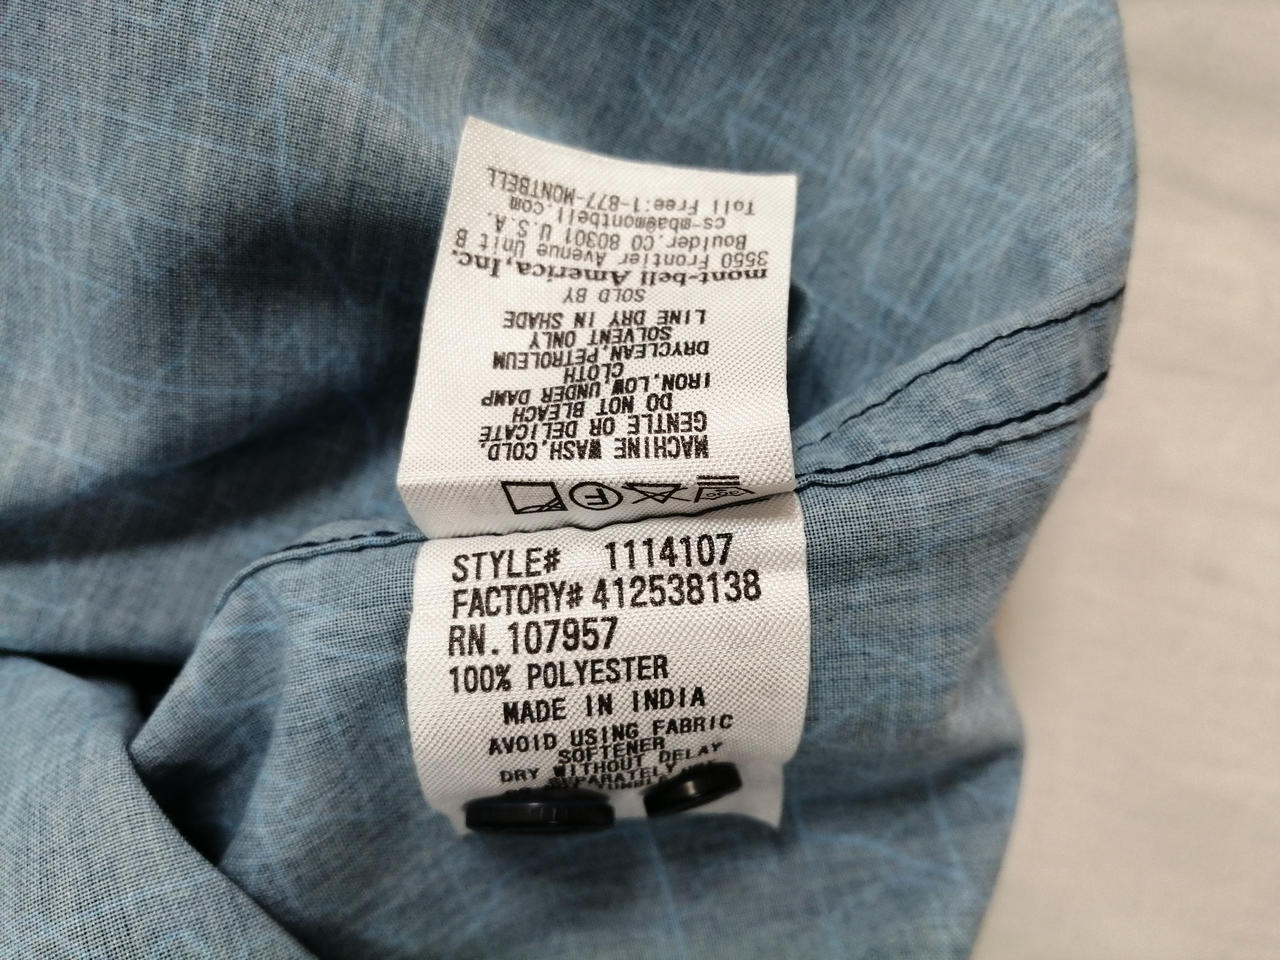 STYLE# 1114107
FACTORY# 412538138
RN. 107957
100% POLYESTER
MADE IN INDIA
AVOID USING FABRIC
SOFTENER
DRY WITHOUT DELAY
SEPARATELY
30c
F
MACHINE WASH,COLD,
GENTLE OR DELICATE
DO NOT BLEACH
IRON,LOW UNDER DAMP
CLOTH
DRYCLEAN,PETROLEUM
SOLVENT ONLY
LINE DRY IN SHADE
SOLD BY
mont-bell America,Inc.
3550 Frontier Avenue Unit B
Boulder,CO 80301 U.S.A.
cs-mba@montbell.com
Toll Free:1-877-MONTBELL